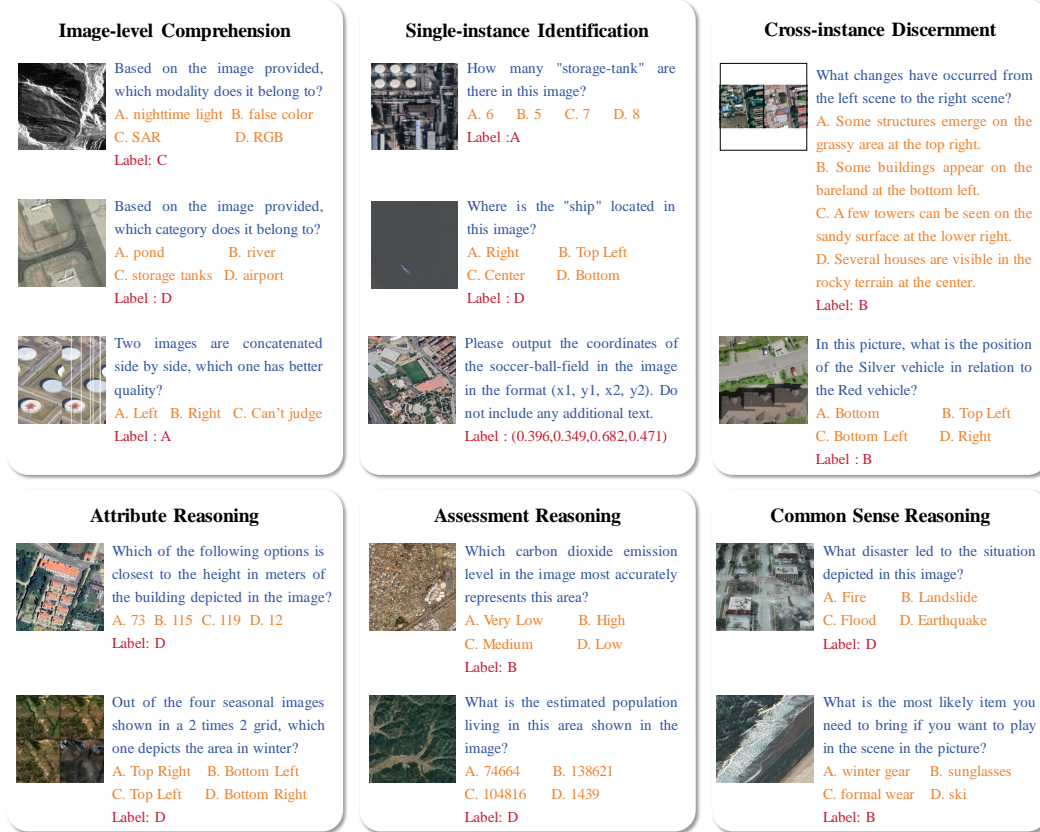 Image-level Comprehension
Based on the image provided,
which modality does it belong to?
A. nighttime light B. false color
C. SAR D. RGB
Label: C
Based on the image provided,
which category does it belong to?
A. pond B. river
C. storage tanks D. airport
Label : D
Two images are concatenated
side by side, which one has better
quality?
A. Left B. Right C. Can't judge
Label : A
Single-instance Identification
How many "storage-tank" are
there in this image?
A. 6 B. 5 C. 7 D. 8
Label :A
Where is the "ship" located in
this image?
A. Right B. Top Left
C. Center D. Bottom
Label : D
Please output the coordinates of
the soccer-ball-field in the image
in the format (x1, y1, x2, y2). Do
not include any additional text.
Label : (0.396,0.349,0.682,0.471)
Cross-instance Discernment
What changes have occurred from
the left scene to the right scene?
A. Some structures emerge on the
grassy area at the top right.
B. Some buildings appear on the
bareland at the bottom left.
C. A few towers can be seen on the
sandy surface at the lower right.
D. Several houses are visible in the
rocky terrain at the center.
Label: B
In this picture, what is the position
of the Silver vehicle in relation to
the Red vehicle?
A. Bottom B. Top Left
C. Bottom Left D. Right
Label : B
Attribute Reasoning
Which of the following options is
closest to the height in meters of
the building depicted in the image?
A. 73 B. 115 C. 119 D. 12
Label: D
Out of the four seasonal images
shown in a 2 times 2 grid, which
one depicts the area in winter?
A. Top Right B. Bottom Left
C. Top Left D. Bottom Right
Label: D
Assessment Reasoning
Which carbon dioxide emission
level in the image most accurately
represents this area?
A. Very Low B. High
C. Medium D. Low
Label: B
What is the estimated population
living in this area shown in the
image?
A. 74664 B. 138621
C. 104816 D. 1439
Label: D
Common Sense Reasoning
What disaster led to the situation
depicted in this image?
A. Fire B. Landslide
C. Flood D. Earthquake
Label: D
What is the most likely item you
need to bring if you want to play
in the scene in the picture?
A. winter gear B. sunglasses
C. formal wear D. ski
Label: B